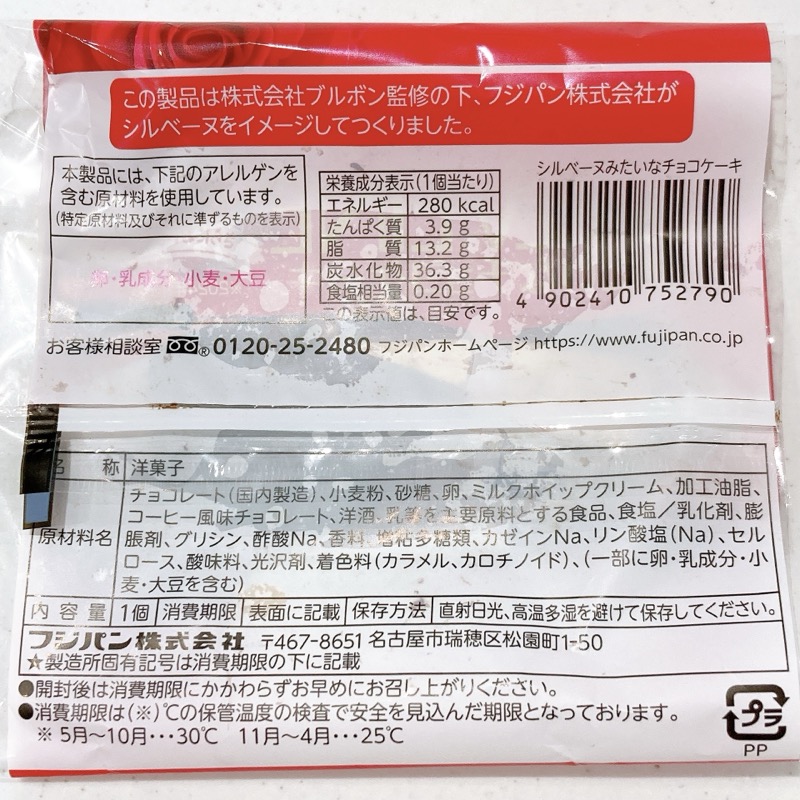 この製品は株式会社ブルボン監修の下、フジパン株式会社が
シルベーヌをイメージしてつくりました。
本製品には、下記のアレルゲンを
含む原材料を使用しています。
(特定原材料及びそれに準ずるものを表示)
卵・乳成分 小麦・大豆
栄養成分表示(1個当たり)
エネルギー 280 kcal
たんぱく質 3.9 g
脂質 13.2 g
炭水化物 36.3 g
食塩相当量 0.20 g
この表示値は、目安です。
シルベーヌみたいなチョコケーキ
4 902410 752790
お客様相談室 ® 0120-25-2480 フジパンホームページ https://www.fujipan.co.jp
名称 洋菓子
原材料名
チョコレート(国内製造)、小麦粉、砂糖、卵、ミルクホイップクリーム、加工油脂、
コーヒー風味チョコレート、洋酒、乳等を主要原料とする食品、食塩/乳化剤、膨
脹剤、グリシン、酢酸Na、香料、増粘多糖類、カゼインNa、リン酸塩(Na)、セル
ロース、酸味料、光沢剤、着色料(カラメル、カロチノイド)、(一部に卵・乳成分・小
麦・大豆を含む)
内容量 1個 消費期限 表面に記載 保存方法 直射日光、高温多湿を避けて保存してください。
フジパン株式会社 〒467-8651 名古屋市瑞穂区松園町1-50
☆製造所固有記号は消費期限の下に記載
●開封後は消費期限にかかわらずお早めにお召し上がりください。
●消費期限は(※)℃の保管温度の検査で安全を見込んだ期限となっております。
※ 5月〜10月・・・30℃ 11月〜4月・・・25℃
プラ
PP